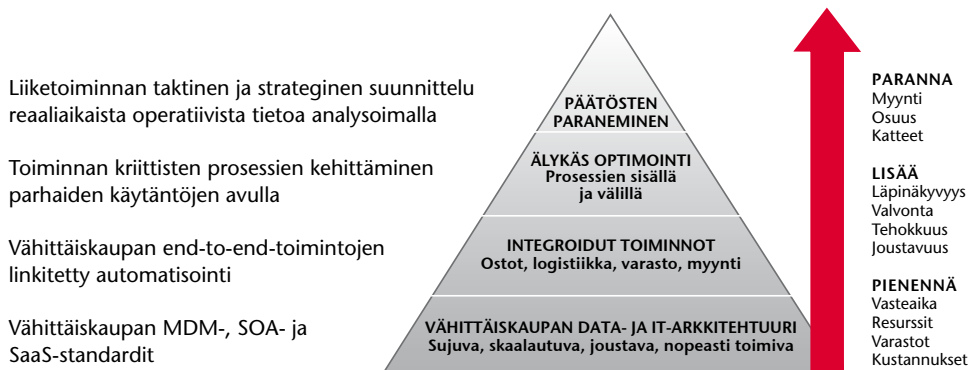 Liiketoiminnan taktinen ja strateginen suunnittelu
reaaliaikaista operatiivista tietoa analysoimalla
Toiminnan kriittisten prosessien kehittäminen
parhaiden käytäntöjen avulla
Vähittäiskaupan end-to-end-toimintojen
linkitetty automatisointi
Vähittäiskaupan MDM-, SOA- ja
SaaS-standardit
PÄÄTÖSTEN
PARANEMINEN
ÄLYKÄS OPTIMOINTI
Prosessien sisällä
ja välillä
INTEGROIDUT TOIMINNOT
Ostot, logistiikka, varasto, myynti
VÄHITTÄISKAUPAN DATA- JA IT-ARKKITEHTUURI
Sujuva, skaalautuva, joustava, nopeasti toimiva
PARANNA
Myynti
Osuus
Katteet
LISÄÄ
Läpinäkyvyys
Valvonta
Tehokkuus
Joustavuus
PIENENNÄ
Vasteaika
Resurssit
Varastot
Kustannukset